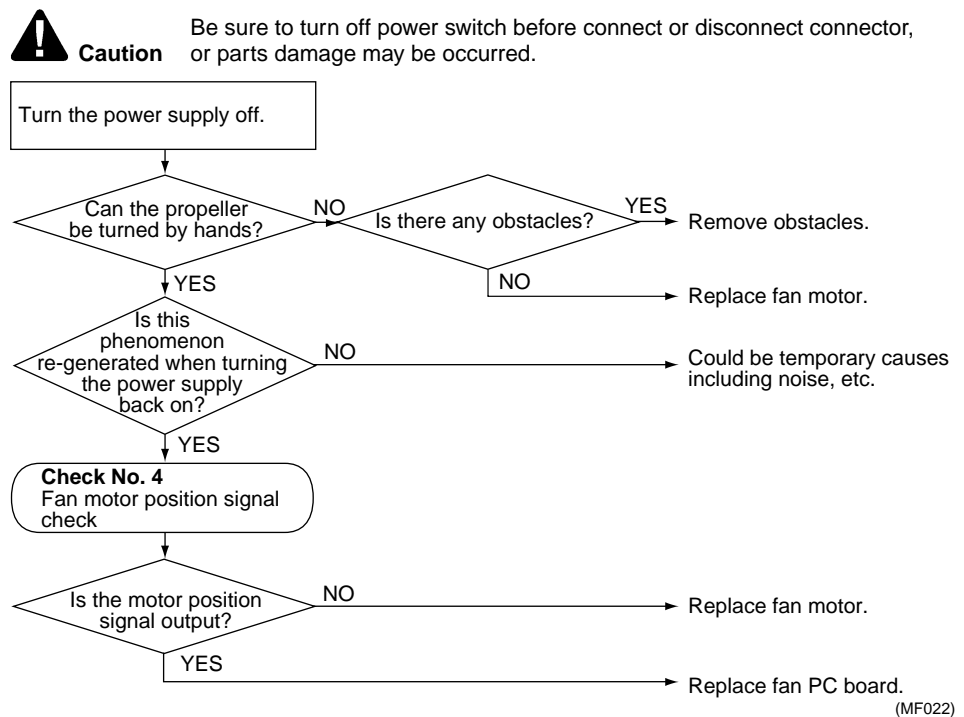 Be sure to turn off power switch before connect or disconnect connector,
Caution or parts damage may be occurred.
Turn the power supply off.
Can the propeller
be turned by hands?
NO
Is there any obstacles?
YES
Remove obstacles.
NO
Replace fan motor.
YES
Is this
phenomenon
re-generated when turning
the power supply
back on?
NO
Could be temporary causes
including noise, etc.
YES
Check No. 4
Fan motor position signal
check
Is the motor position
signal output?
NO
Replace fan motor.
YES
Replace fan PC board.
(MF022)